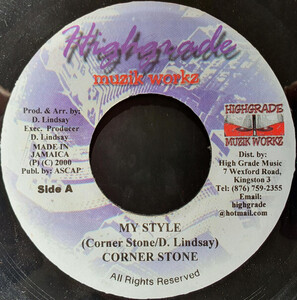 Highgrade
muzik workz
Prod. & Arr. by:
D. Lindsay
Exec. Producer
D. Lindsay
MADE IN
JAMAICA
(P) (C) 2000
Publ. by: ASCAP
Side A
HIGHGRADE
MUZIK WORKZ
Dist. by:
High Grade Music
7 Wexford Road,
Kingston 3
Tel: (876) 759-2355
Email:
highgrade
@hotmail.com
MY STYLE
(Corner Stone/D. Lindsay)
CORNER STONE
All Rights Reserved